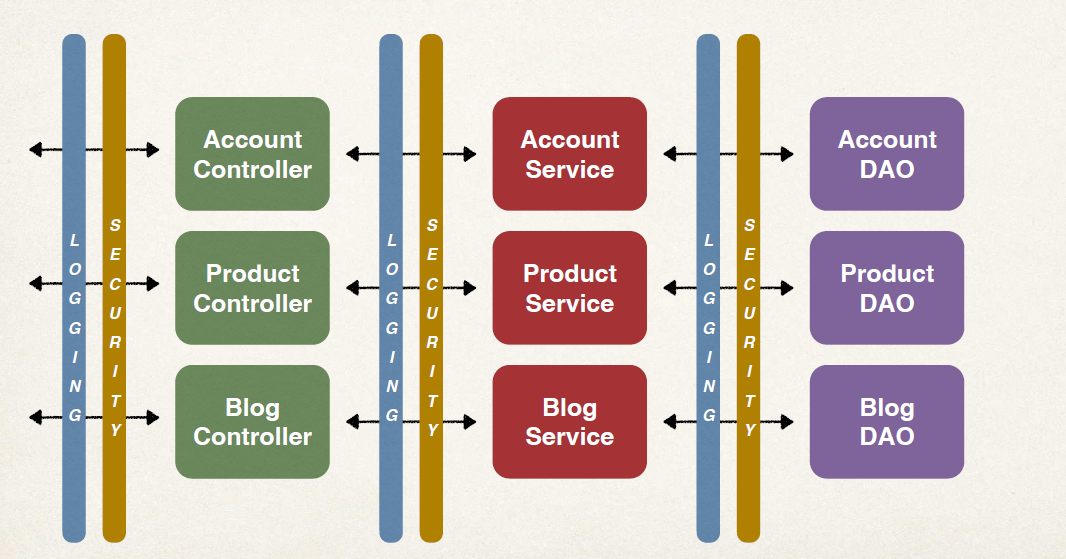 LOGGING
SECURITY
Account
Controller
Product
Controller
Blog
Controller
LOGGING
SECURITY
Account
Service
Product
Service
Blog
Service
LOGGING
SECURITY
Account
DAO
Product
DAO
Blog
DAO